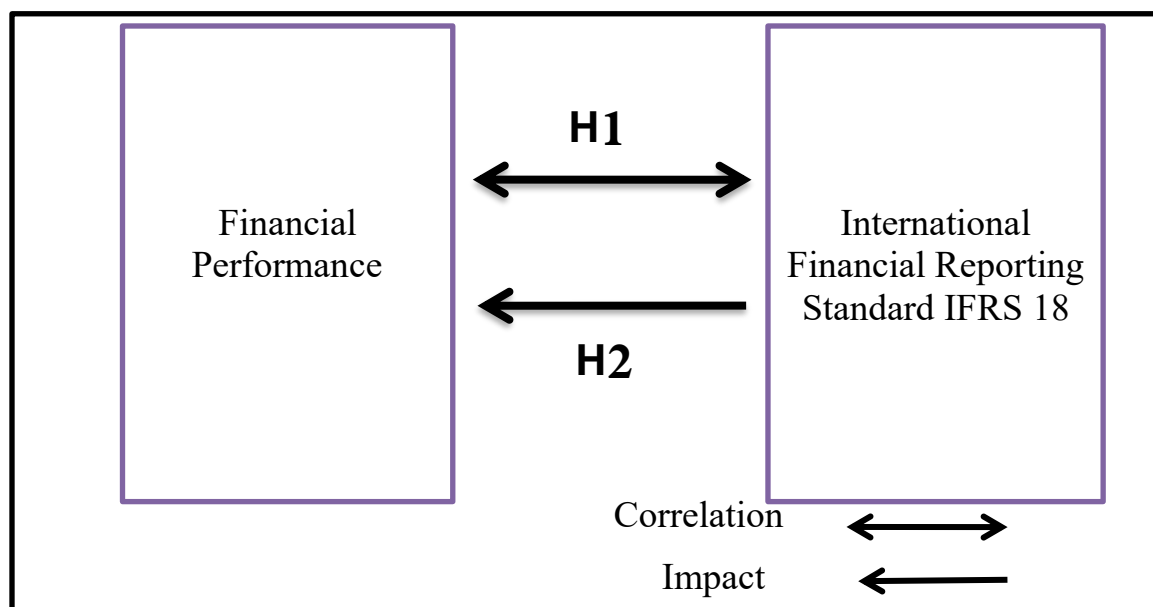 H1
Financial
Performance
International
Financial Reporting
Standard IFRS 18
H2
Correlation
Impact